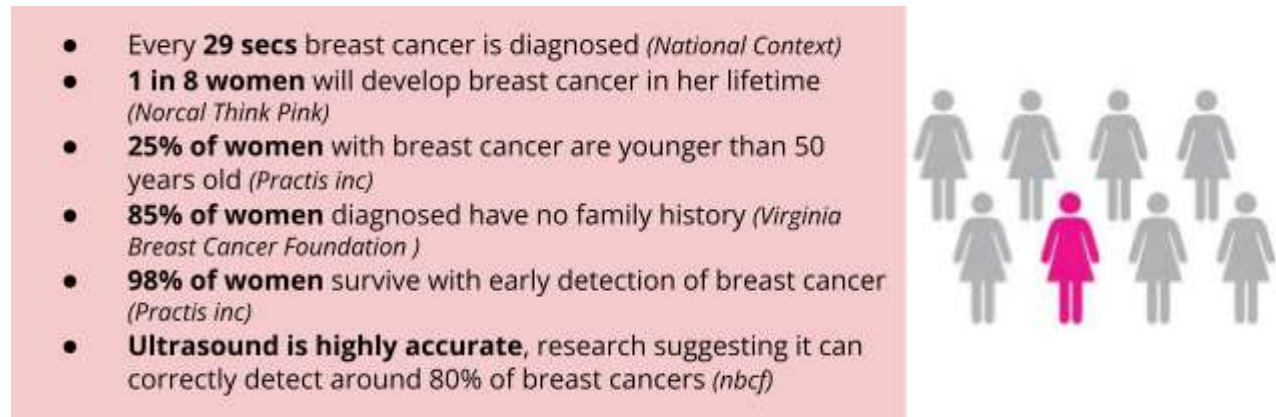 ● Every 29 secs breast cancer is diagnosed (National Context)
● 1 in 8 women will develop breast cancer in her lifetime
(Norcal Think Pink)
● 25% of women with breast cancer are younger than 50
years old (Practis inc)
● 85% of women diagnosed have no family history (Virginia
Breast Cancer Foundation )
● 98% of women survive with early detection of breast cancer
(Practis inc)
● Ultrasound is highly accurate, research suggesting it can
correctly detect around 80% of breast cancers (nbcf)